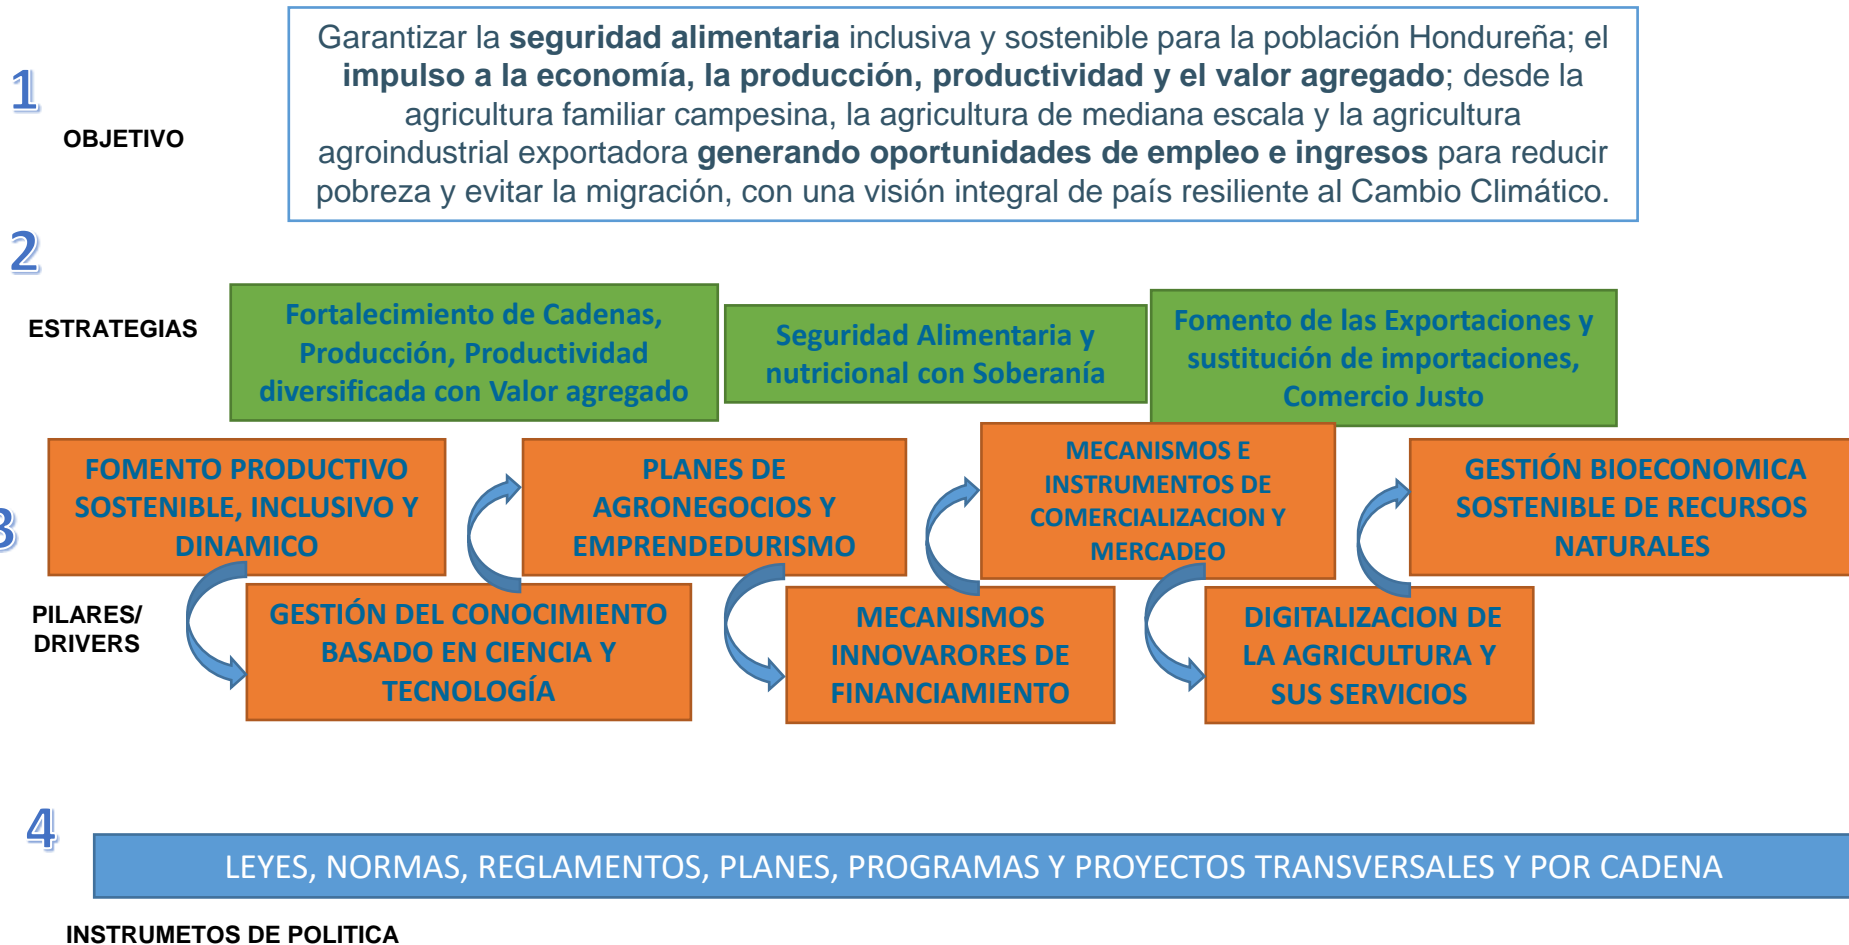 1
OBJETIVO
Garantizar la seguridad alimentaria inclusiva y sostenible para la población Hondureña; el
impulso a la economía, la producción, productividad y el valor agregado; desde la
agricultura familiar campesina, la agricultura de mediana escala y la agricultura
agroindustrial exportadora generando oportunidades de empleo e ingresos para reducir
pobreza y evitar la migración, con una visión integral de país resiliente al Cambio Climático.
2
ESTRATEGIAS
Fortalecimiento de Cadenas,
Producción, Productividad
diversificada con Valor agregado
Seguridad Alimentaria y
nutricional con Soberanía
Fomento de las Exportaciones y
sustitución de importaciones,
Comercio Justo
3
PILARES/
DRIVERS
FOMENTO PRODUCTIVO
SOSTENIBLE, INCLUSIVO Y
DINAMICO
GESTIÓN DEL CONOCIMIENTO
BASADO EN CIENCIA Y
TECNOLOGÍA
PLANES DE
AGRONEGOCIOS Y
EMPRENDEDURISMO
MECANISMOS
INNOVARORES DE
FINANCIAMIENTO
MECANISMOS E
INSTRUMENTOS DE
COMERCIALIZACION Y
MERCADEO
DIGITALIZACION DE
LA AGRICULTURA Y
SUS SERVICIOS
GESTIÓN BIOECONOMICA
SOSTENIBLE DE RECURSOS
NATURALES
4
LEYES, NORMAS, REGLAMENTOS, PLANES, PROGRAMAS Y PROYECTOS TRANSVERSALES Y POR CADENA
INSTRUMETOS DE POLITICA